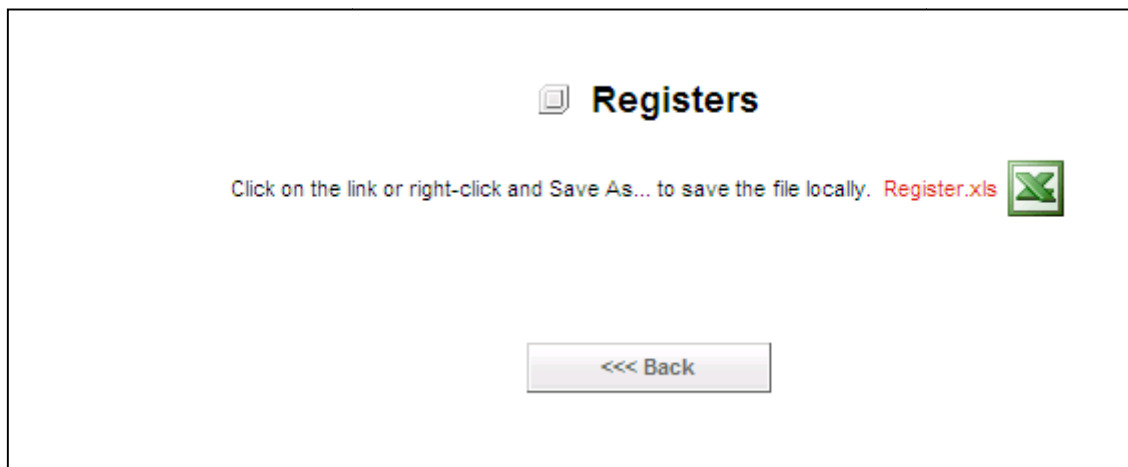 Registers
Click on the link or right-click and Save As... to save the file locally. Register.xls
<<< Back